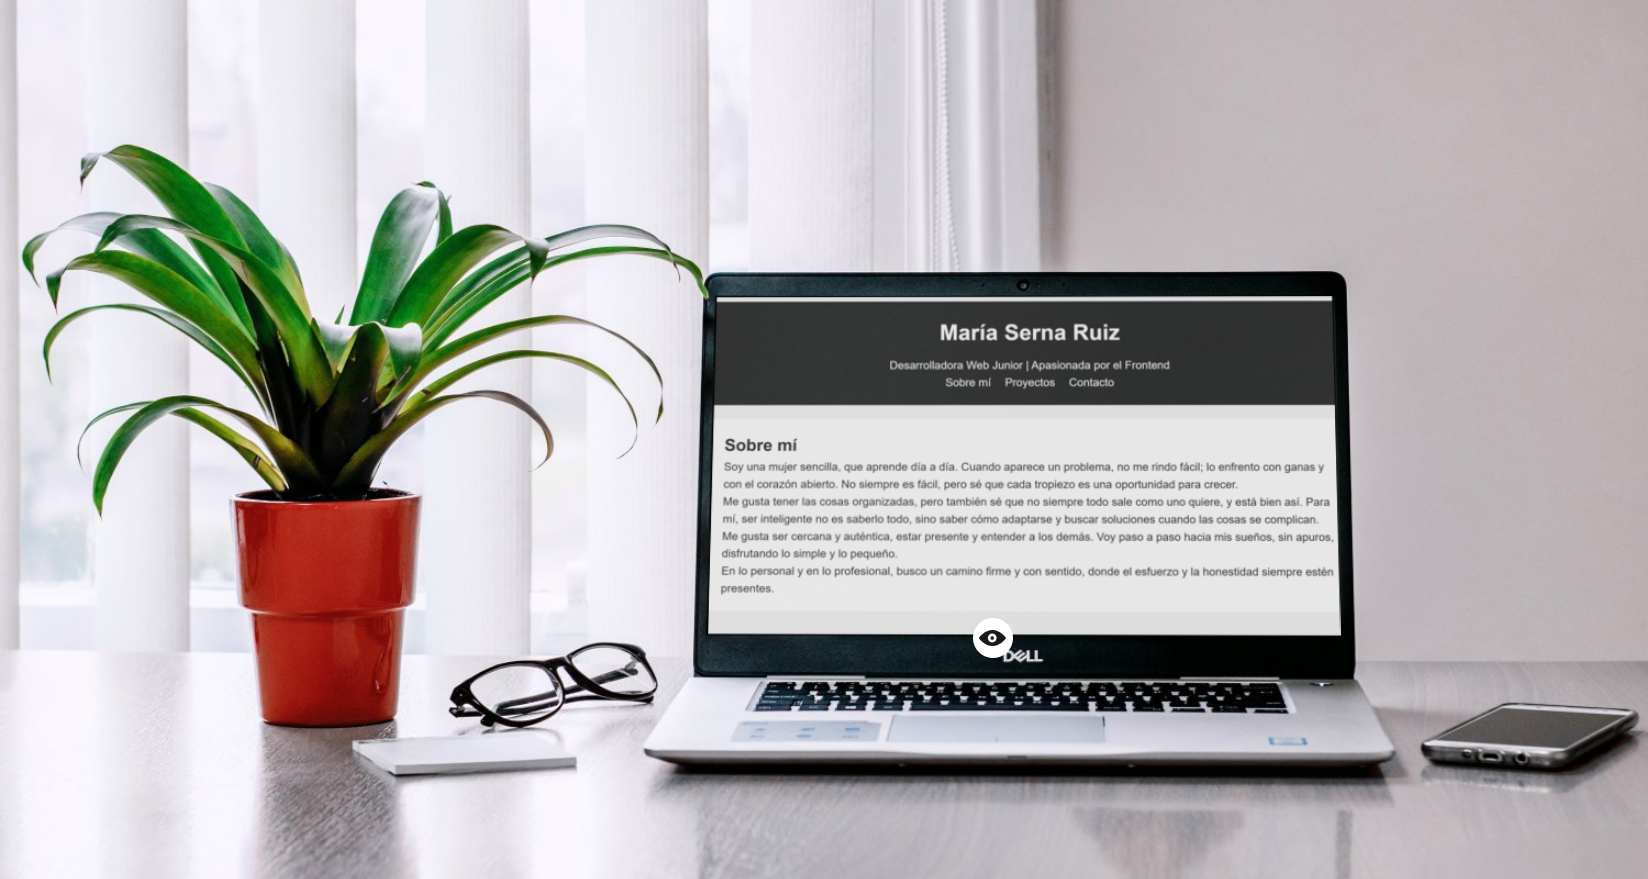 María Serna Ruiz
Desarrolladora Web Junior | Apasionada por el Frontend
Sobre mí Proyectos Contacto
Sobre mí
Soy una mujer sencilla, que aprende día a día. Cuando aparece un problema, no me rindo fácil; lo enfrento con ganas y
con el corazón abierto. No siempre es fácil, pero sé que cada tropiezo es una oportunidad para crecer.
Me gusta tener las cosas organizadas, pero también sé que no siempre todo sale como uno quiere, y está bien así. Para
mí, ser inteligente no es saberlo todo, sino saber cómo adaptarse y buscar soluciones cuando las cosas se complican.
Me gusta ser cercana y auténtica, estar presente y entender a los demás. Voy paso a paso hacia mis sueños, sin apuros,
disfrutando lo simple y lo pequeño.
En lo personal y en lo profesional, busco un camino firme y con sentido, donde el esfuerzo y la honestidad siempre estén
presentes.
DELL